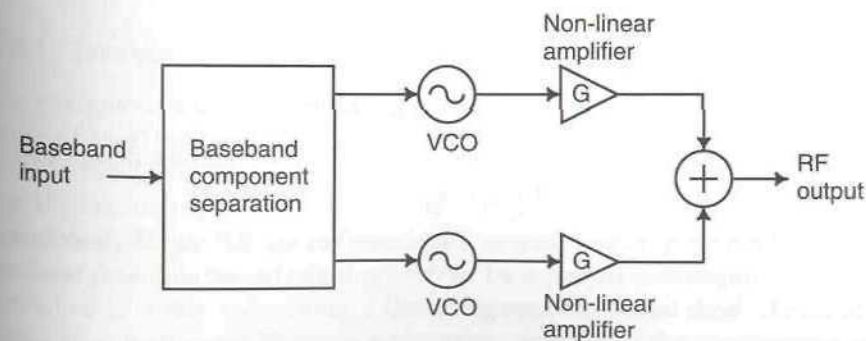 Non-linear
amplifier
G
VCO
Baseband
input
Baseband
component
separation
+
RF
output
VCO
G
Non-linear
amplifier